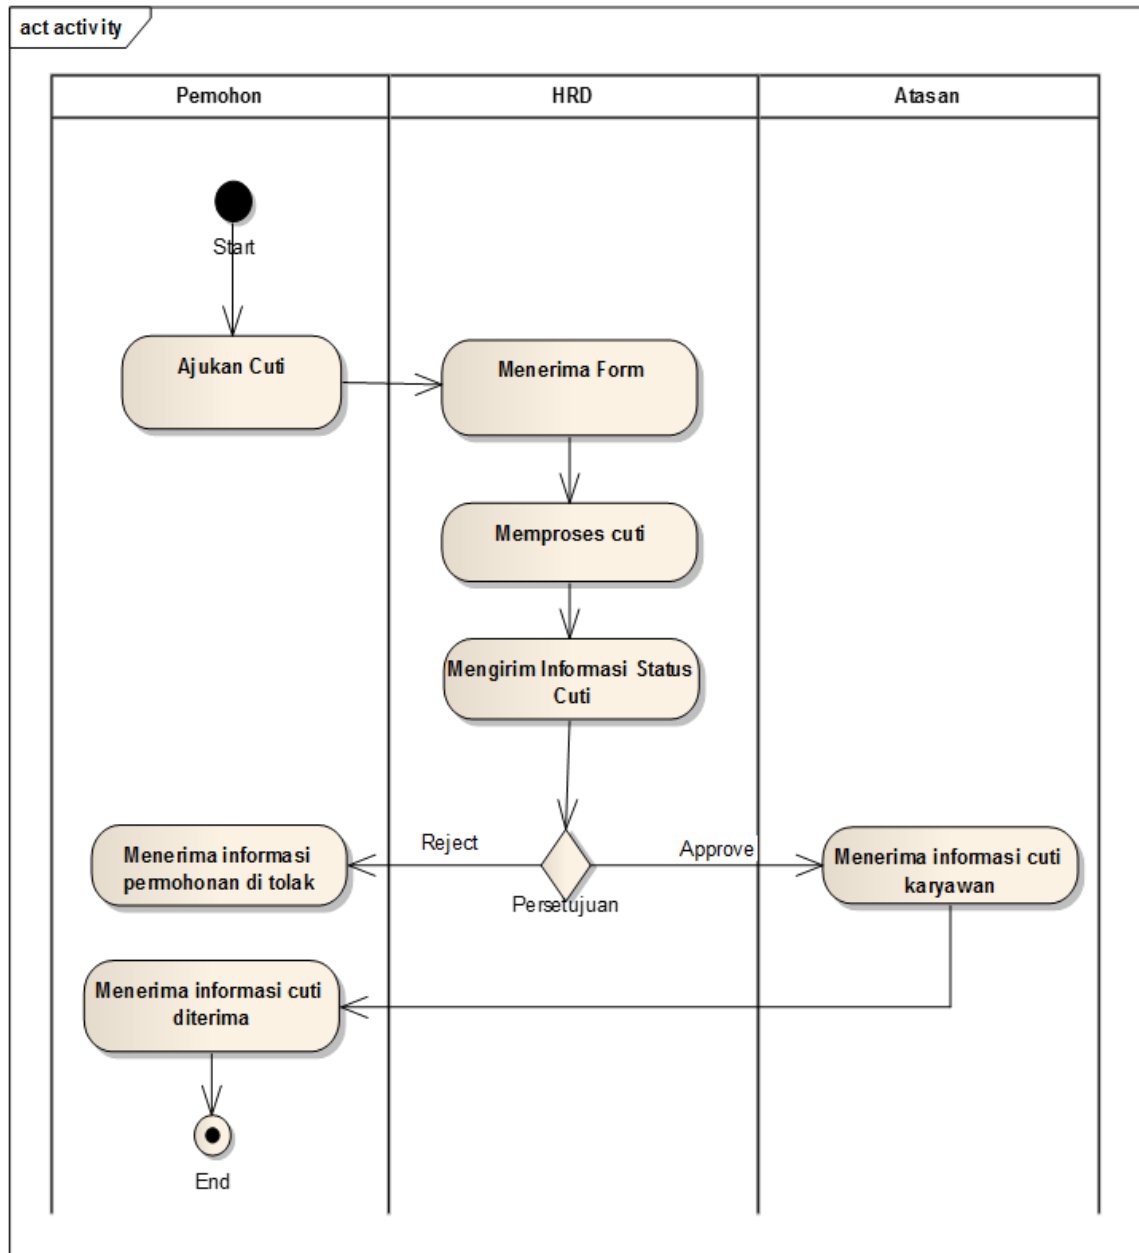 act activity
Pemohon
HRD
Atasan
Start
Ajukan Cuti
Menerima Form
Memproses cuti
Mengirim Informasi Status
Cuti
Reject
Approve
Persetujuan
Menerima informasi
permohonan di tolak
Menerima informasi cuti
karyawan
Menerima informasi cuti
diterima
End